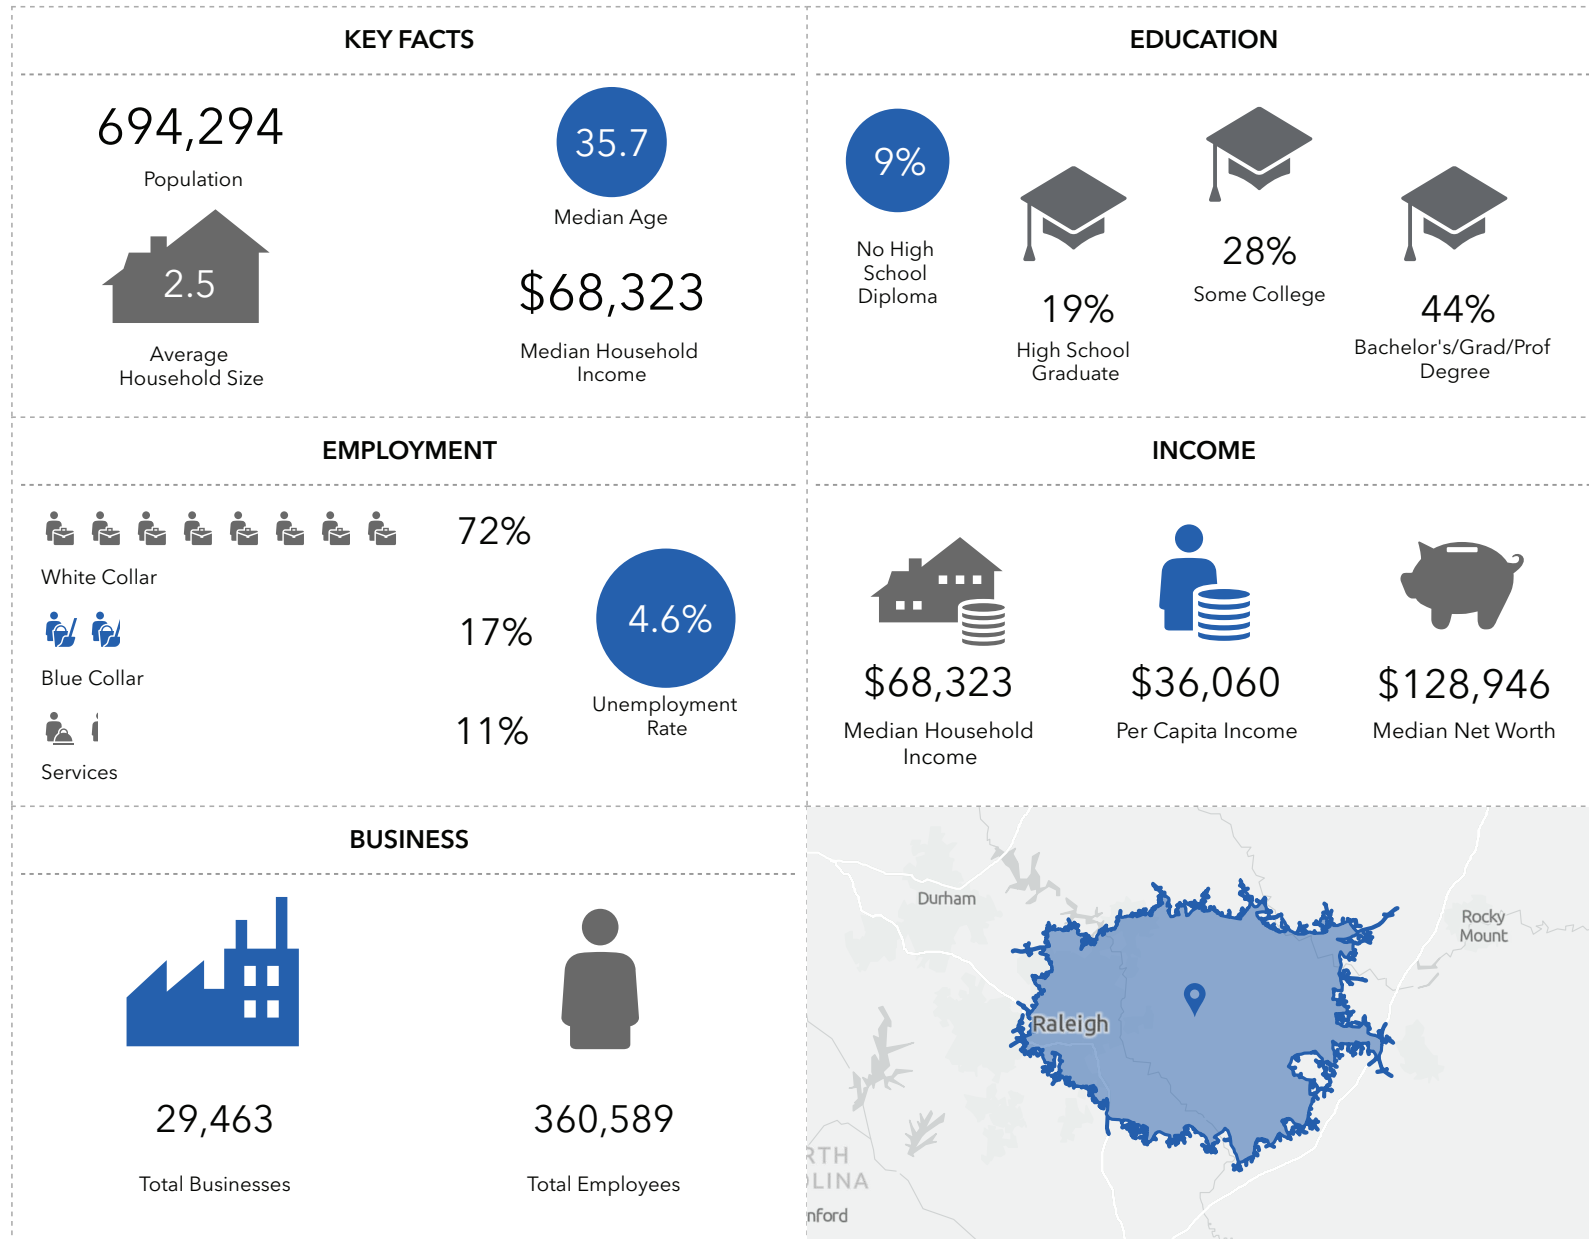 KEY FACTS
694,294
Population
35.7
Median Age
2.5
Average
Household Size
$68,323
Median Household
Income
EDUCATION
9%
No High
School
Diploma
19%
High School
Graduate
28%
Some College
44%
Bachelor's/Grad/Prof
Degree
EMPLOYMENT
72%
White Collar
17%
Blue Collar
11%
Services
4.6%
Unemployment
Rate
INCOME
$68,323
Median Household
Income
$36,060
Per Capita Income
$128,946
Median Net Worth
BUSINESS
29,463
Total Businesses
360,589
Total Employees
Durham
Rocky
Mount
Raleigh
RTH
OLINA
nford